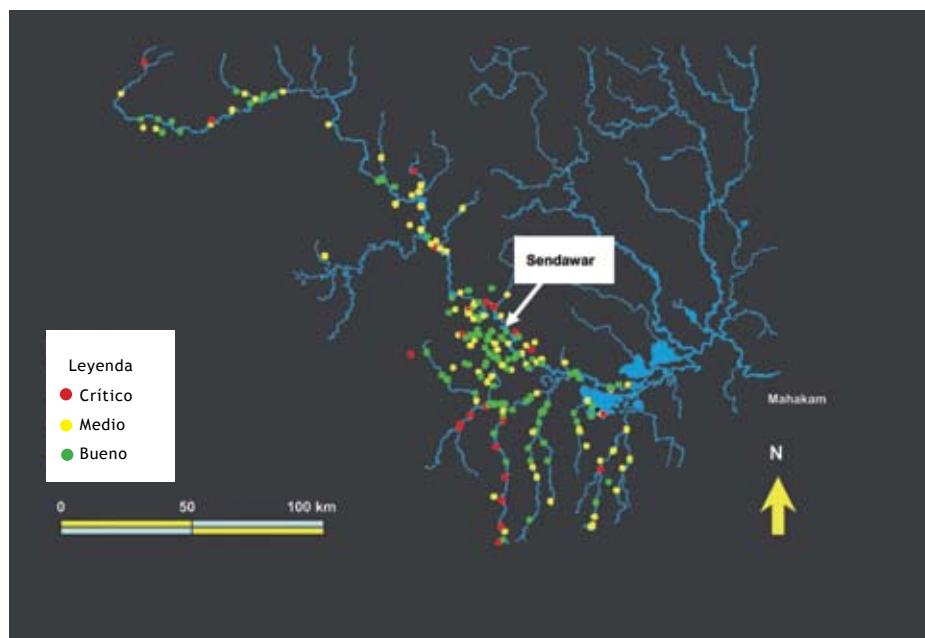 Sendawar
Leyenda
Crítico
Medio
Bueno
Mahakam
N
0 50 100 km